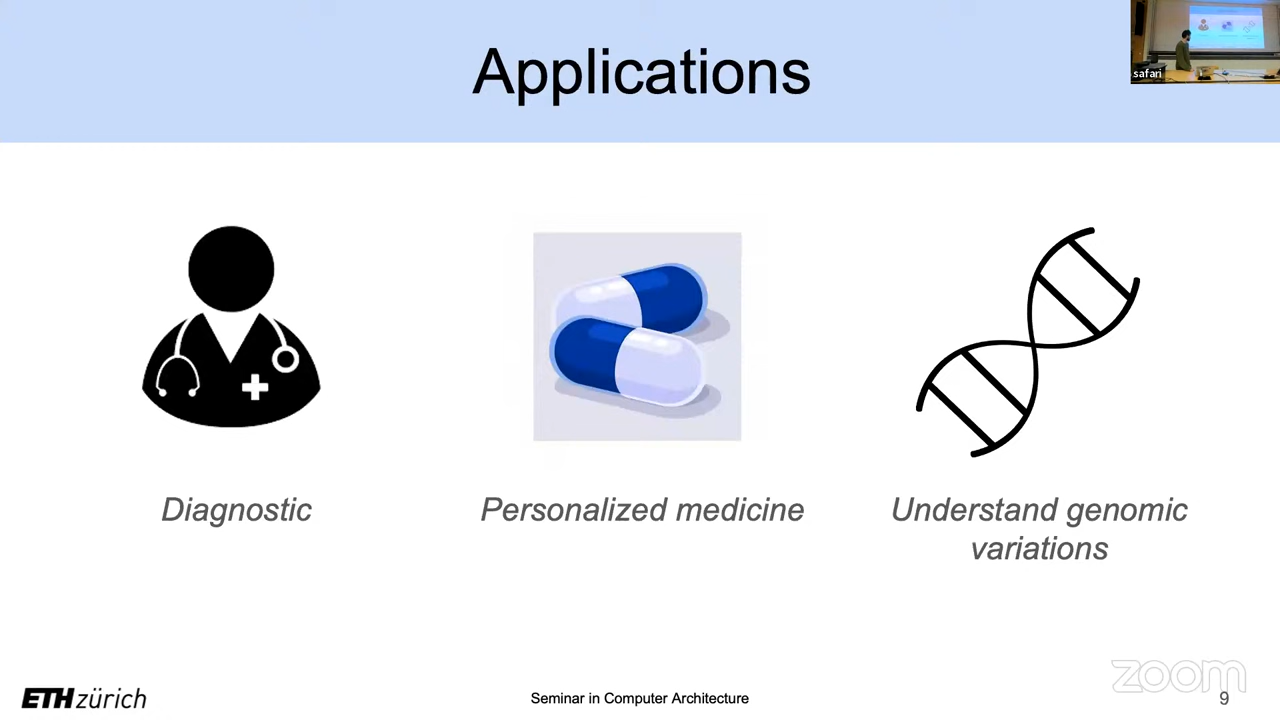 Applications
safari
Diagnostic
Personalized medicine
Understand genomic
variations
ETH zürich
Seminar in Computer Architecture
zoom
9